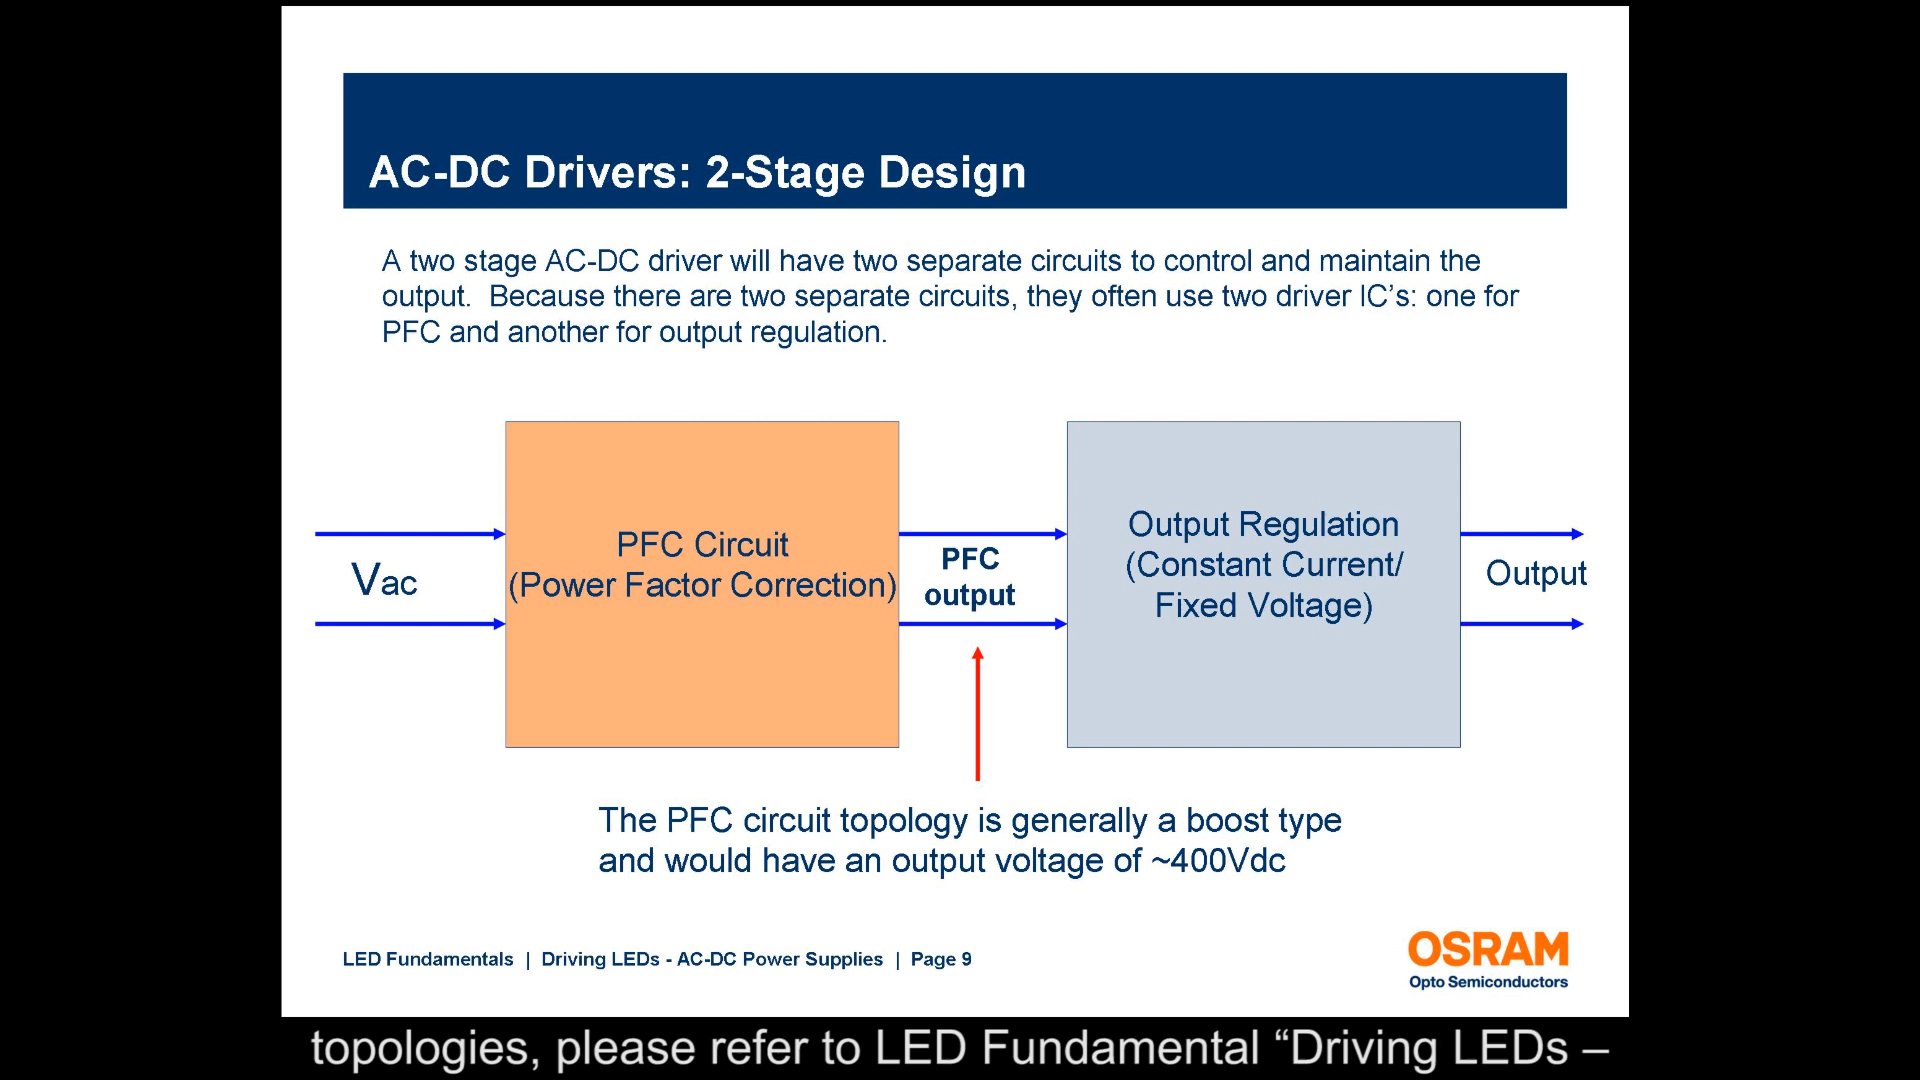 AC-DC Drivers: 2-Stage Design
A two stage AC-DC driver will have two separate circuits to control and maintain the
output.  Because there are two separate circuits, they often use two driver IC’s: one for
PFC and another for output regulation.
Vac
PFC Circuit
(Power Factor Correction)
PFC
output
Output Regulation
(Constant Current/
Fixed Voltage)
Output
The PFC circuit topology is generally a boost type
and would have an output voltage of ~400Vdc
LED Fundamentals | Driving LEDs - AC-DC Power Supplies | Page 9
OSRAM
Opto Semiconductors
topologies, please refer to LED Fundamental “Driving LEDs –